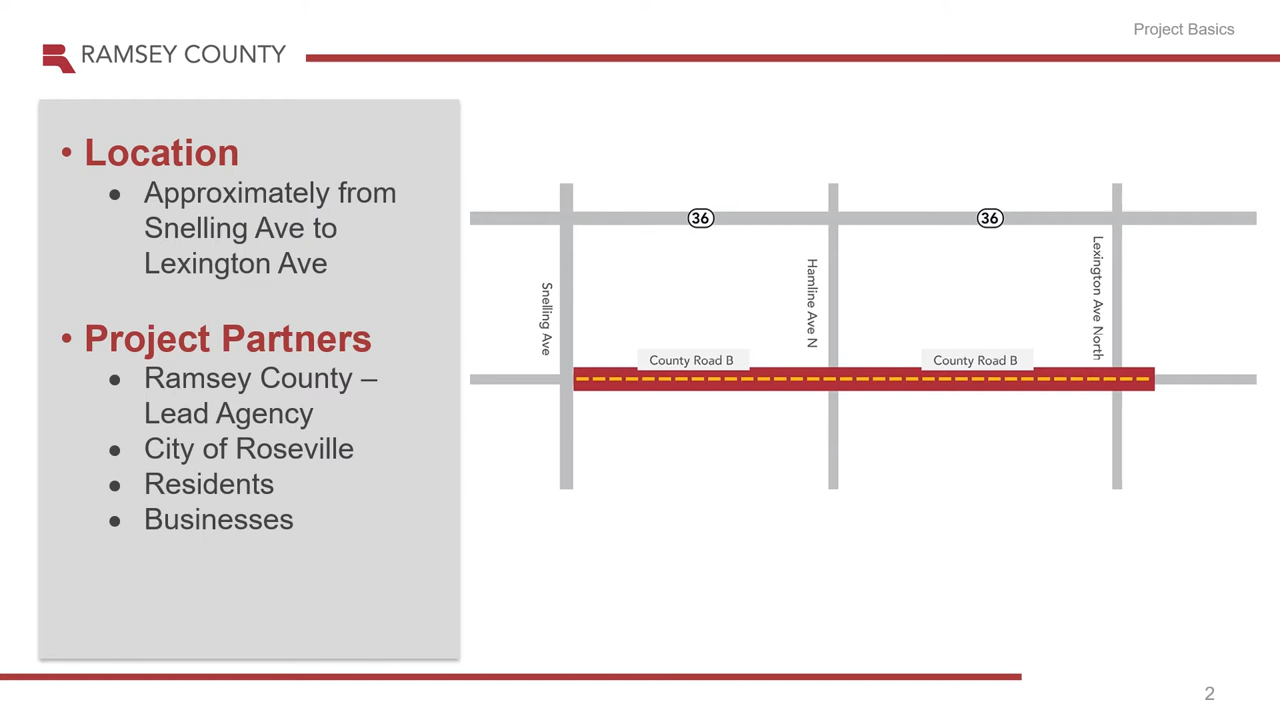 Project Basics
RAMSEY COUNTY
• Location
● Approximately from
Snelling Ave to
Lexington Ave
• Project Partners
● Ramsey County –
Lead Agency
● City of Roseville
● Residents
● Businesses
36
36
Snelling Ave
Hamline Ave N
Lexington Ave North
County Road B
County Road B
2